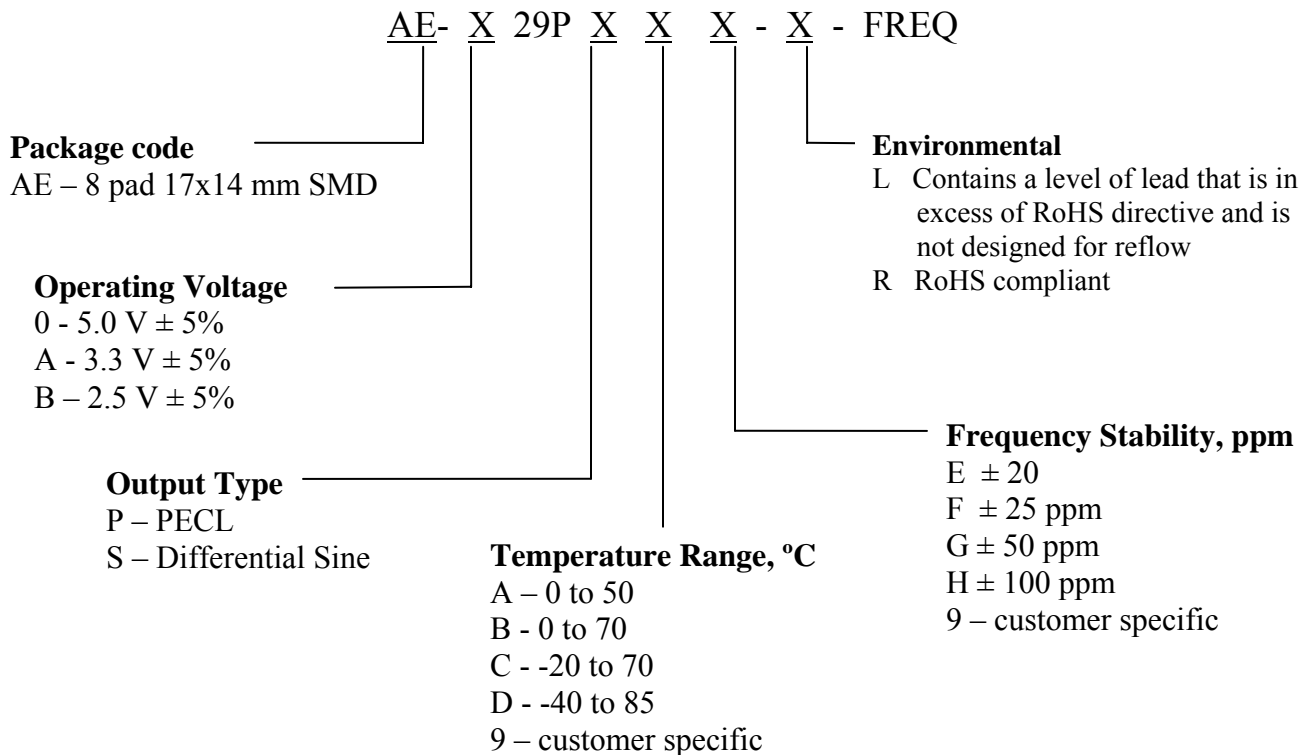 AE- X 29P X X X - X - FREQ
Package code
AE – 8 pad 17x14 mm SMD
Environmental
L Contains a level of lead that is in
excess of RoHS directive and is
not designed for reflow
R RoHS compliant
Operating Voltage
0 - 5.0 V ± 5%
A - 3.3 V ± 5%
B – 2.5 V ± 5%
Frequency Stability, ppm
E ± 20
F ± 25 ppm
G ± 50 ppm
H ± 100 ppm
9 – customer specific
Output Type
P – PECL
S – Differential Sine
Temperature Range, ºC
A – 0 to 50
B - 0 to 70
C - -20 to 70
D - -40 to 85
9 – customer specific